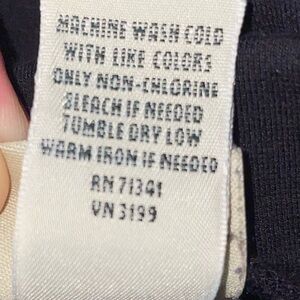 MACHINE WASH COLD
WITH LIKE COLORS
ONLY NON-CHLORINE
BLEACH IF NEEDED
TUMBLE DRY LOW
WARM IRON IF NEEDED
RN 71341
VN 3199